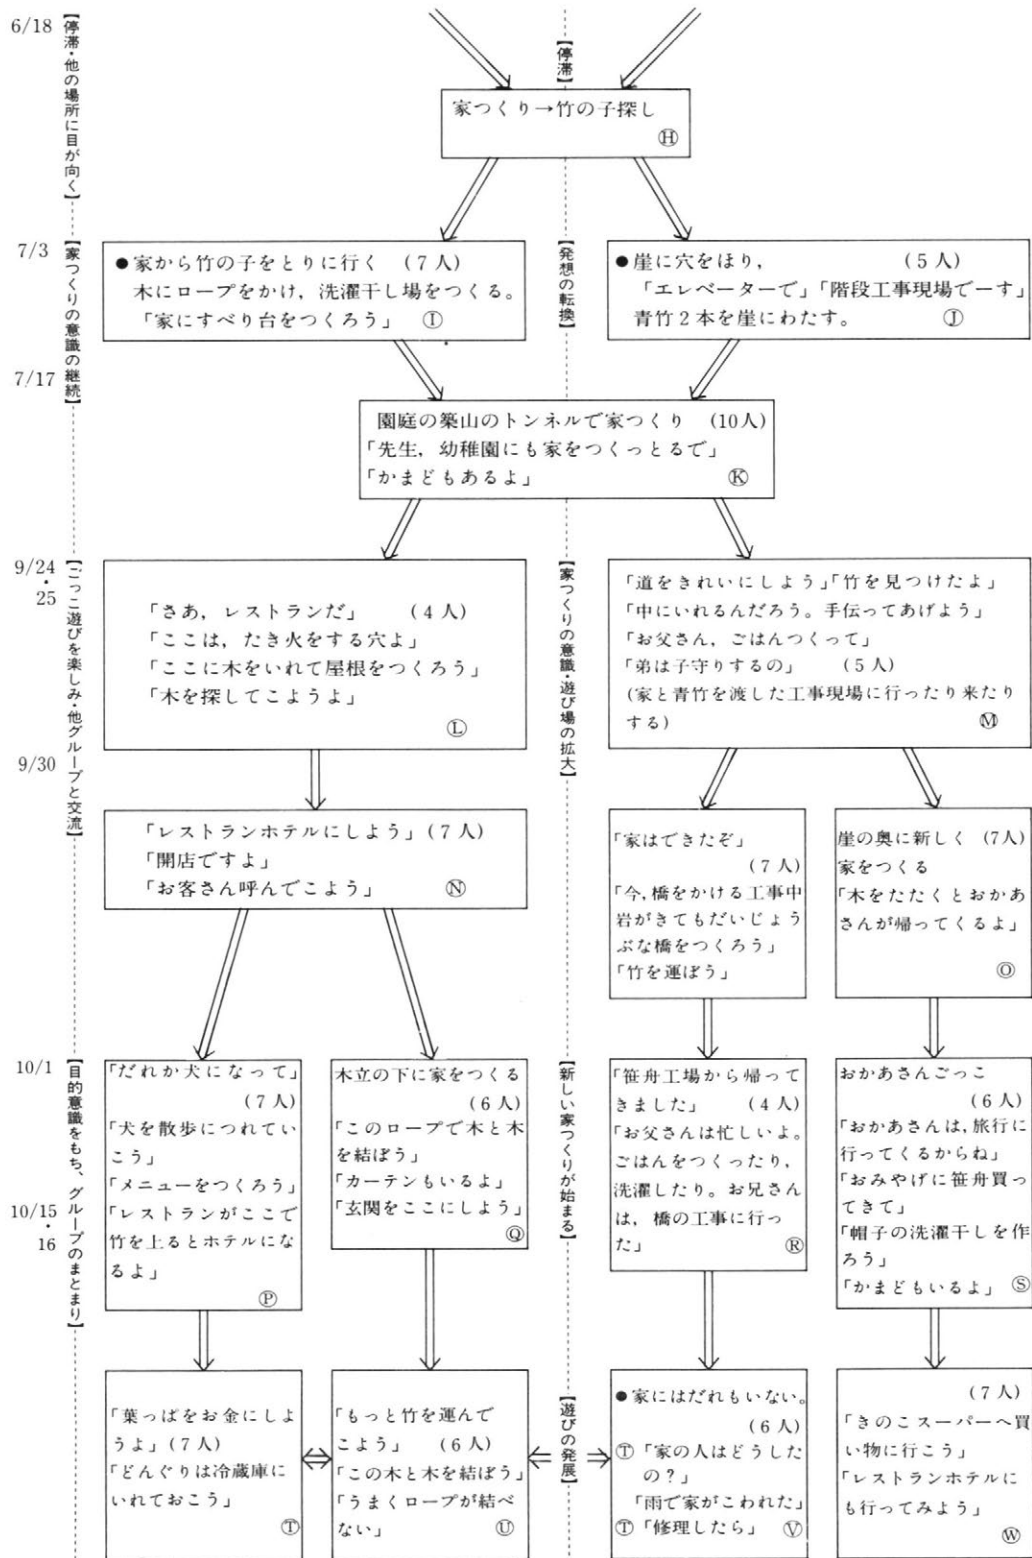 6/18
【停滞・他の場所に目が向く】
【停滞】
家つくり→竹の子探し
Ⓗ
7/3
【家つくりの意識の継続】
7/17
●家から竹の子をとりに行く (7人)
木にロープをかけ，洗濯干し場をつくる。
「家にすべり台をつくろう」 Ⓘ
【発想の転換】
●崖に穴をほり， (5人)
「エレベーターで」「階段工事現場でーす」
青竹2本を崖にわたす。 Ⓙ
園庭の築山のトンネルで家つくり (10人)
「先生，幼稚園にも家をつくっとるで」
「かまどもあるよ」 Ⓚ
9/24
・
25
【ごっこ遊びを楽しみ・他グループと交流】
9/30
「さあ，レストランだ」 (4人)
「ここは，たき火をする穴よ」
「ここに木をいれて屋根をつくろう」
「木を探してこようよ」
Ⓛ
【家つくりの意識・遊び場の拡大】
「道をきれいにしよう」「竹を見つけたよ」
「中にいれるんだろう。手伝ってあげよう」
「お父さん，ごはんつくって」
「弟は子守りするの」 (5人)
(家と青竹を渡した工事現場に行ったり来たり
する) Ⓜ
「レストランホテルにしよう」(7人)
「開店ですよ」
「お客さん呼んでこよう」 Ⓝ
「家はできたぞ」
(7人)
「今，橋をかける工事中
岩がきてもだいじょう
ぶな橋をつくろう」
「竹を運ぼう」
崖の奥に新しく (7人)
家をつくる
「木をたたくとおかあ
さんが帰ってくるよ」
Ⓞ
10/1
【目的意識をもち、グループのまとまり】
10/15
・
16
「だれか犬になって」
(7人)
「犬を散歩につれてい
こう」
「メニューをつくろう」
「レストランがここで
竹を上るとホテルにな
るよ」
Ⓟ
木立の下に家をつくる
(6人)
「このロープで木と木
を結ぼう」
「カーテンもいるよ」
「玄関をここにしよう」
Ⓠ
【新しい家つくりが始まる】
「笹舟工場から帰って
きました」 (4人)
「お父さんは忙しいよ。
ごはんをつくったり，
洗濯したり。お兄さん
は，橋の工事に行っ
た」 Ⓡ
おかあさんごっこ
(6人)
「おかあさんは，旅行に
行ってくるからね」
「おみやげに笹舟買っ
てきて」
「帽子の洗濯干しを作
ろう」
「かまどもいるよ」 Ⓢ
「葉っぱをお金にしよ
うよ」(7人)
「どんぐりは冷蔵庫に
いれておこう」
Ⓣ
「もっと竹を運んで
こよう」 (6人)
「この木と木を結ぼう」
「うまくロープが結べ
ない」 Ⓤ
【遊びの発展】
●家にはだれもいない。
(6人)
Ⓣ「家の人はどうした
の？」
「雨で家がこわれた」
Ⓣ「修理したら」 Ⓥ
(7人)
「きのこスーパーへ買
い物に行こう」
「レストランホテルに
も行ってみよう」
Ⓦ